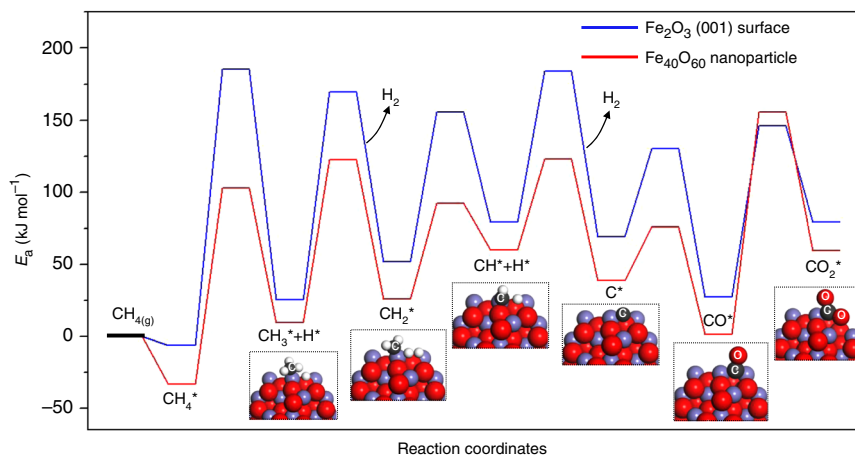 Fe₂O₃ (001) surface
Fe₄₀O₆₀ nanoparticle
200
150
100
50
0
−50
Eₐ (kJ mol⁻¹)
H₂
H₂
CH₄₍g₎
CH₄*
CH₃*+H*
CH₂*
CH*+H*
C*
CO*
CO₂*
C
C
C
C
O
C
O
C
O
Reaction coordinates